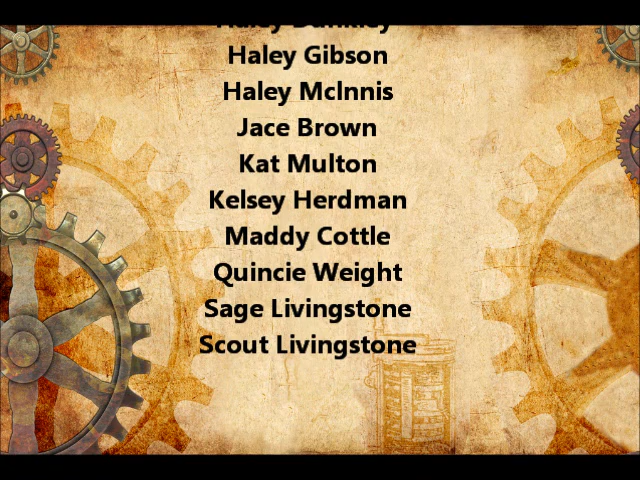 Haley Gibson
Haley McInnis
Jace Brown
Kat Multon
Kelsey Herdman
Maddy Cottle
Quincie Weight
Sage Livingstone
Scout Livingstone